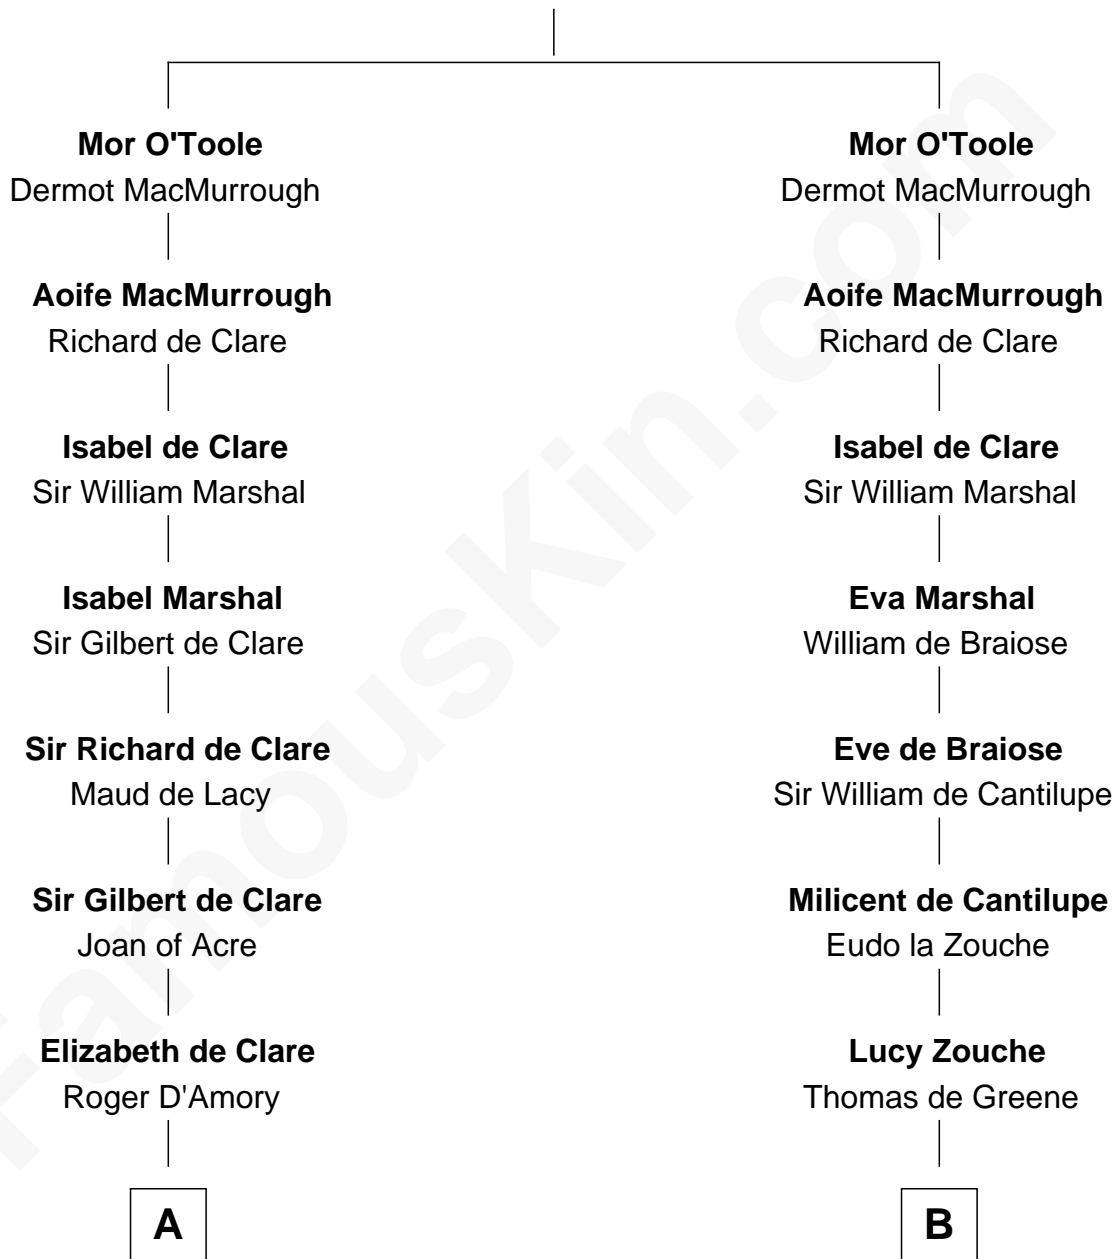 Mor O'Toole
Dermot MacMurrough
Aoife MacMurrough
Richard de Clare
Isabel de Clare
Sir William Marshal
Isabel Marshal
Sir Gilbert de Clare
Sir Richard de Clare
Maud de Lacy
Sir Gilbert de Clare
Joan of Acre
Elizabeth de Clare
Roger D'Amory
A
Mor O'Toole
Dermot MacMurrough
Aoife MacMurrough
Richard de Clare
Isabel de Clare
Sir William Marshal
Eva Marshal
William de Braiose
Eve de Braiose
Sir William de Cantilupe
Milicent de Cantilupe
Eudo la Zouche
Lucy Zouche
Thomas de Greene
B
FamousKin.com